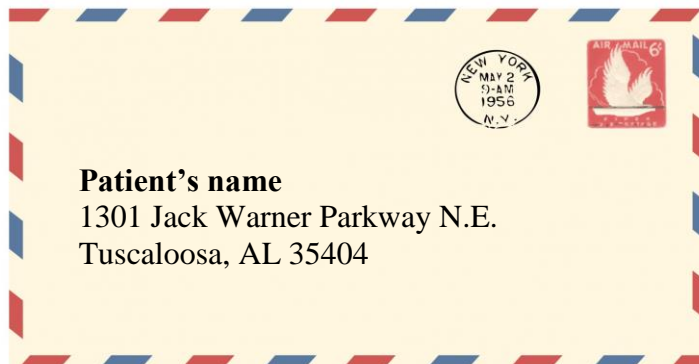 AIR MAIL 6¢
NEW YORK
MAY 2
9-AM
1956
N.Y.
Patient's name
1301 Jack Warner Parkway N.E.
Tuscaloosa, AL 35404